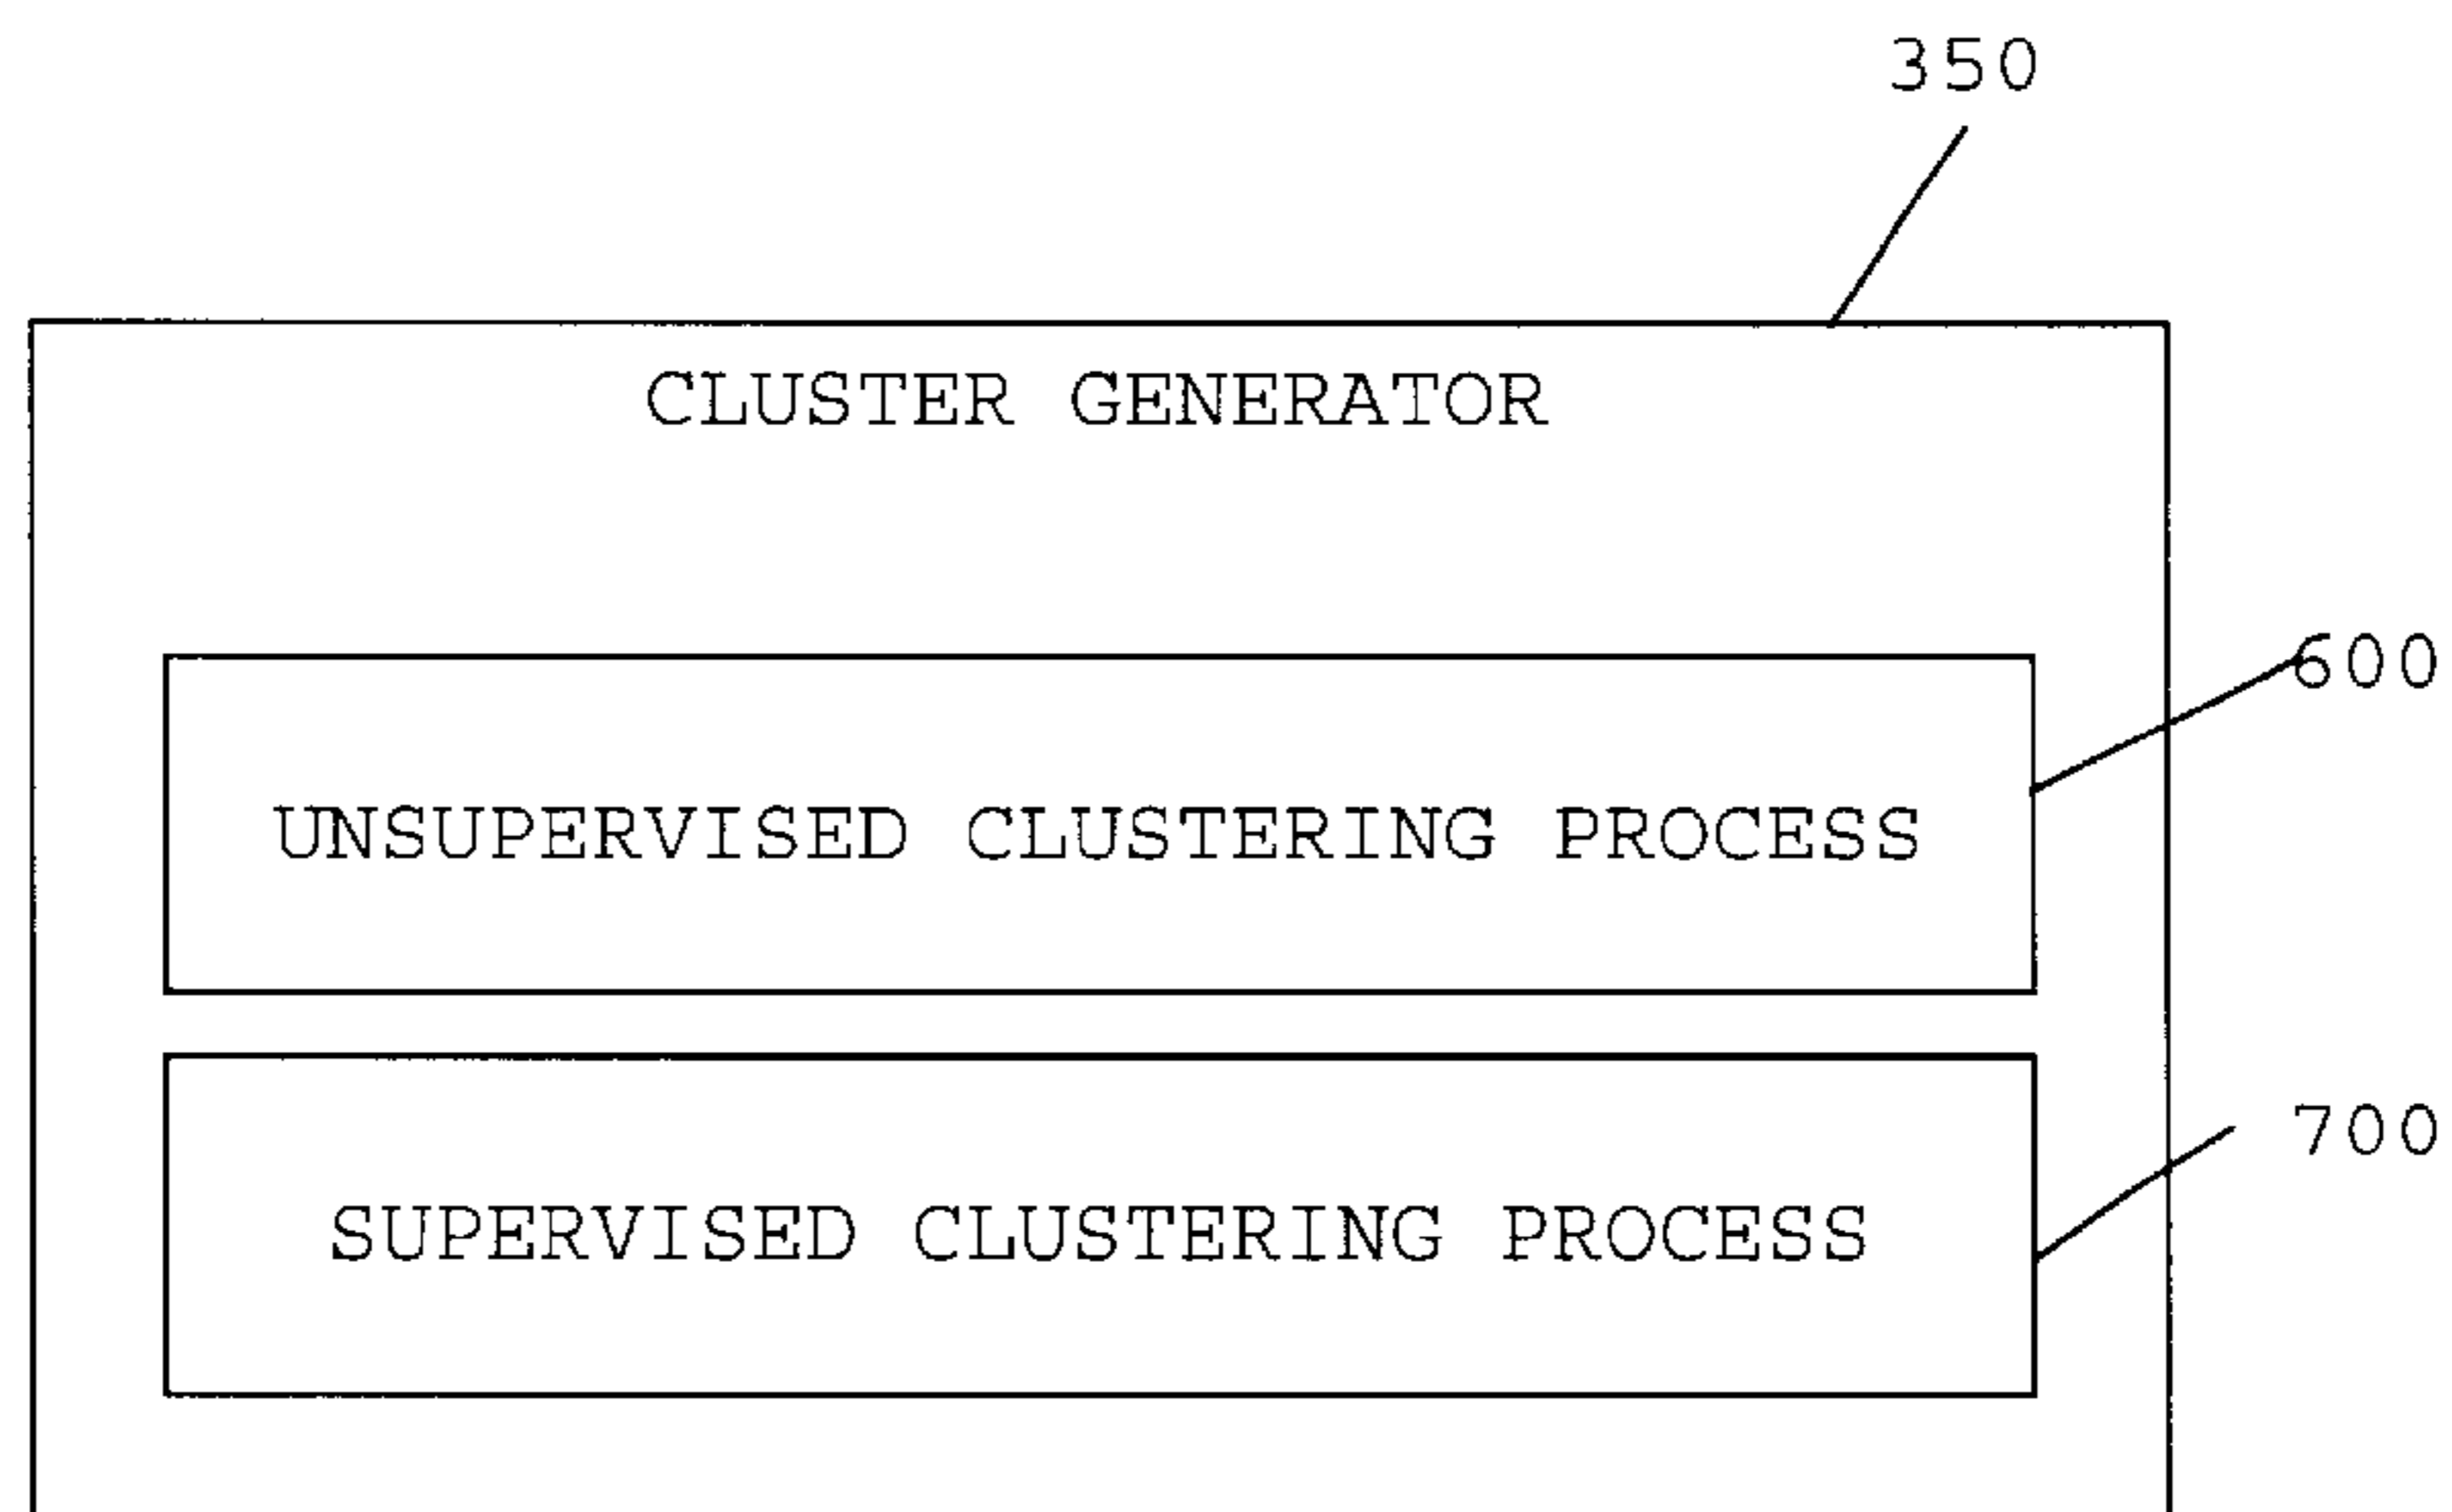 350
CLUSTER GENERATOR
600
UNSUPERVISED CLUSTERING PROCESS
700
SUPERVISED CLUSTERING PROCESS